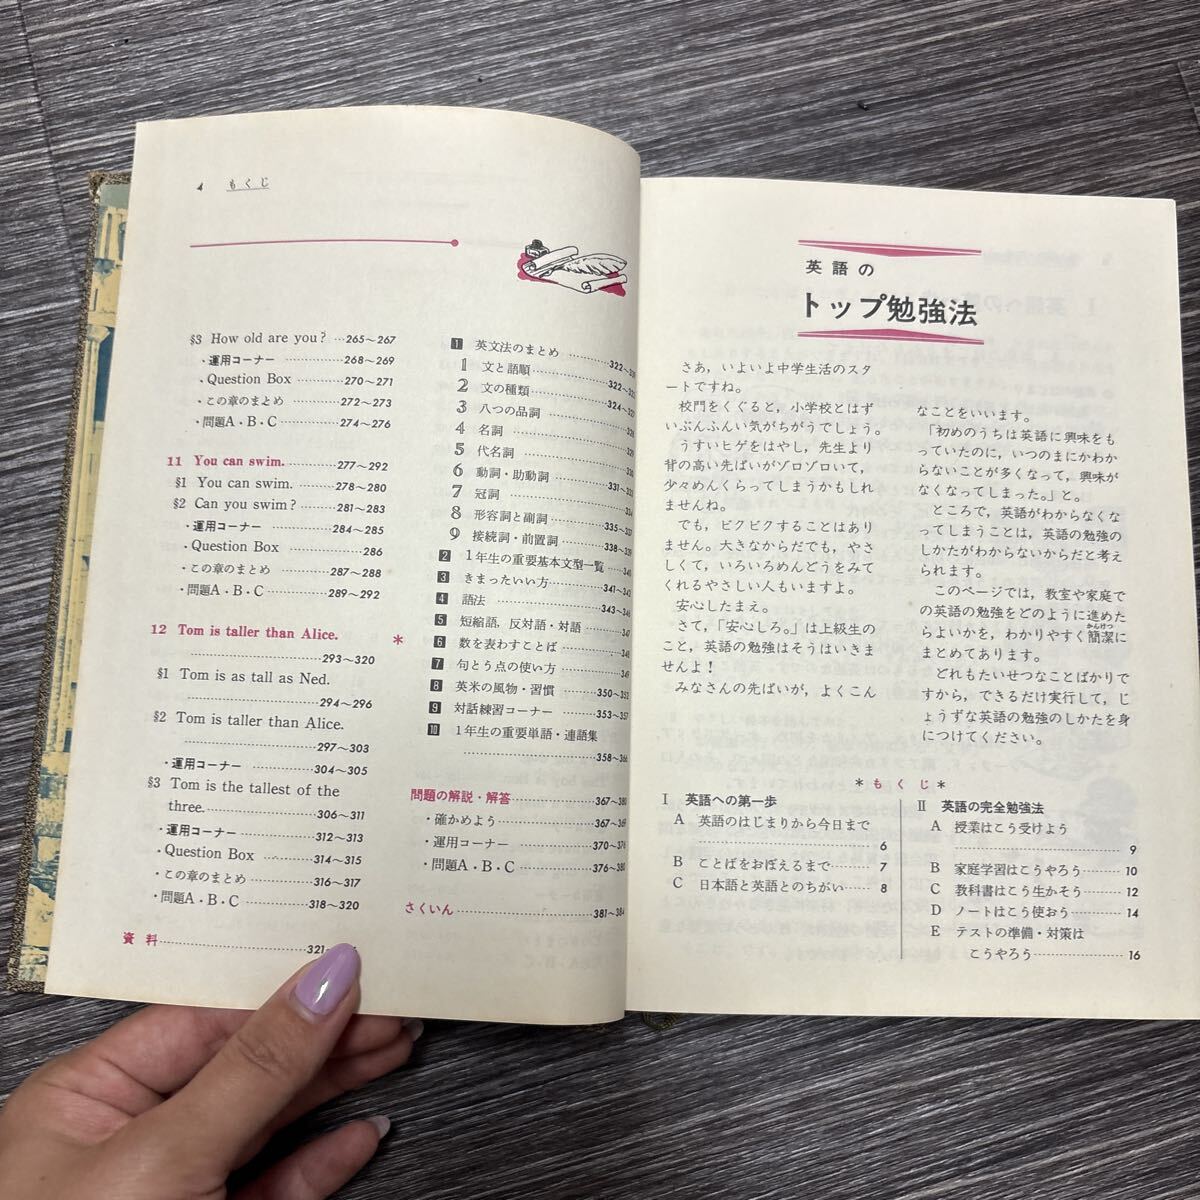 4 もくじ
§3 How old are you? …265〜267
・運用コーナー …………268〜269
・Question Box …………270〜271
・この章のまとめ …………272〜273
・問題A・B・C …………274〜276
11 You can swim. …………277〜292
§1 You can swim. …………278〜280
§2 Can you swim? …………281〜283
・運用コーナー …………284〜285
・Question Box …………286
・この章のまとめ …………287〜288
・問題A・B・C …………289〜292
12 Tom is taller than Alice.
…………293〜320
§1 Tom is as tall as Ned.
…………294〜296
§2 Tom is taller than Alice.
…………297〜303
・運用コーナー …………304〜305
§3 Tom is the tallest of the
three. …………306〜311
・運用コーナー …………312〜313
・Question Box …………314〜315
・この章のまとめ …………316〜317
・問題A・B・C …………318〜320
資料 …………321〜
*
1 英文法のまとめ …………322〜
1 文と語順 …………322〜
2 文の種類 …………324〜
3 八つの品詞 …………
4 名詞 …………
5 代名詞 …………
6 動詞・助動詞 …………331〜
7 冠詞 …………
8 形容詞と副詞 …………335〜
9 接続詞・前置詞 …………338〜339
2 1年生の重要基本文型一覧 ……
3 きまったいい方 …………341〜
4 語法 …………343〜346
5 短縮語, 反対語・対語 ……347
6 数を表わすことば …………348
7 句とう点の使い方 …………349
8 英米の風物・習慣 ……350〜352
9 対話練習コーナー ……353〜357
10 1年生の重要単語・連語集
…………358〜366
問題の解説・解答 …………367〜380
・確かめよう …………367〜369
・運用コーナー …………370〜376
・問題A・B・C …………376〜380
さくいん …………381〜384
英語の
トップ勉強法
さあ,いよいよ中学生活のスタ
ートですね。
校門をくぐると,小学校とはず
いぶんふんい気がちがうでしょう。
うすいヒゲをはやし,先生より
背の高い先ぱいがゾロゾロいて,
少々めんくらってしまうかもしれ
ませんね。
でも,ビクビクすることはあり
ません。大きなからだでも,やさ
しくて,いろいろめんどうをみて
くれるやさしい人もいますよ。
安心したまえ。
さて,「安心しろ。」は上級生の
こと,英語の勉強はそうはいきま
せんよ!
みなさんの先ぱいが,よくこん
なことをいいます。
「初めのうちは英語に興味をも
っていたのに,いつのまにかわか
らないことが多くなって,興味が
なくなってしまった。」と。
ところで,英語がわからなくな
ってしまうことは,英語の勉強の
しかたがわからないからだと考え
られます。
このページでは,教室や家庭で
の英語の勉強をどのように進めた
らよいかを,わかりやすく簡潔に
まとめてあります。
どれもたいせつなことばかりで
すから,できるだけ実行して,じ
ょうずな英語の勉強のしかたを身
につけてください。
*もくじ*
Ⅰ 英語への第一歩
A 英語のはじまりから今日まで
…………6
B ことばをおぼえるまで……7
C 日本語と英語とのちがい……8
Ⅱ 英語の完全勉強法
A 授業はこう受けよう
…………9
B 家庭学習はこうやろう……10
C 教科書はこう生かそう……12
D ノートはこう使おう…………14
E テストの準備・対策は
こうやろう…………16